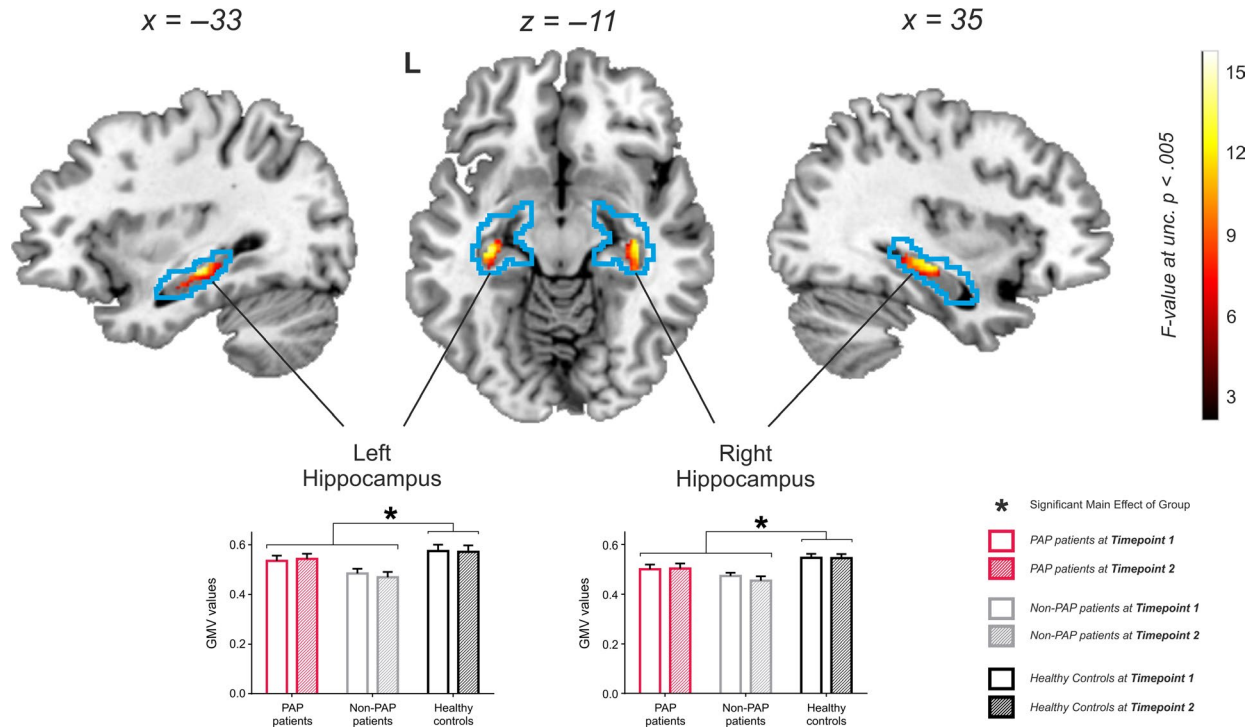 x = –33
z = –11
x = 35
L
15
12
9
6
3
F-value at unc. p < .005
Left
Hippocampus
Right
Hippocampus
*
0.6
0.4
0.2
0.0
GMV values
PAP
patients
Non-PAP
patients
Healthy
controls
*
0.6
0.4
0.2
0.0
GMV values
PAP
patients
Non-PAP
patients
Healthy
controls
* Significant Main Effect of Group
PAP patients at Timepoint 1
PAP patients at Timepoint 2
Non-PAP patients at Timepoint 1
Non-PAP patients at Timepoint 2
Healthy Controls at Timepoint 1
Healthy Controls at Timepoint 2